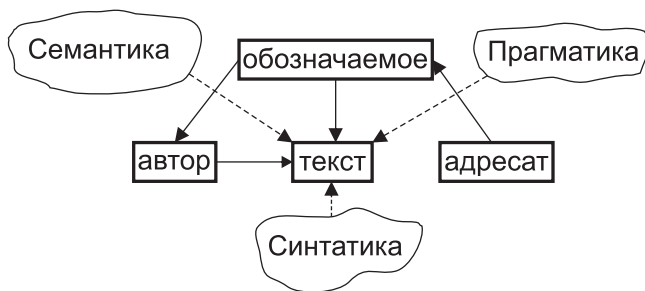 Семантика
обозначаемое
Прагматика
автор
текст
адресат
Синтатика